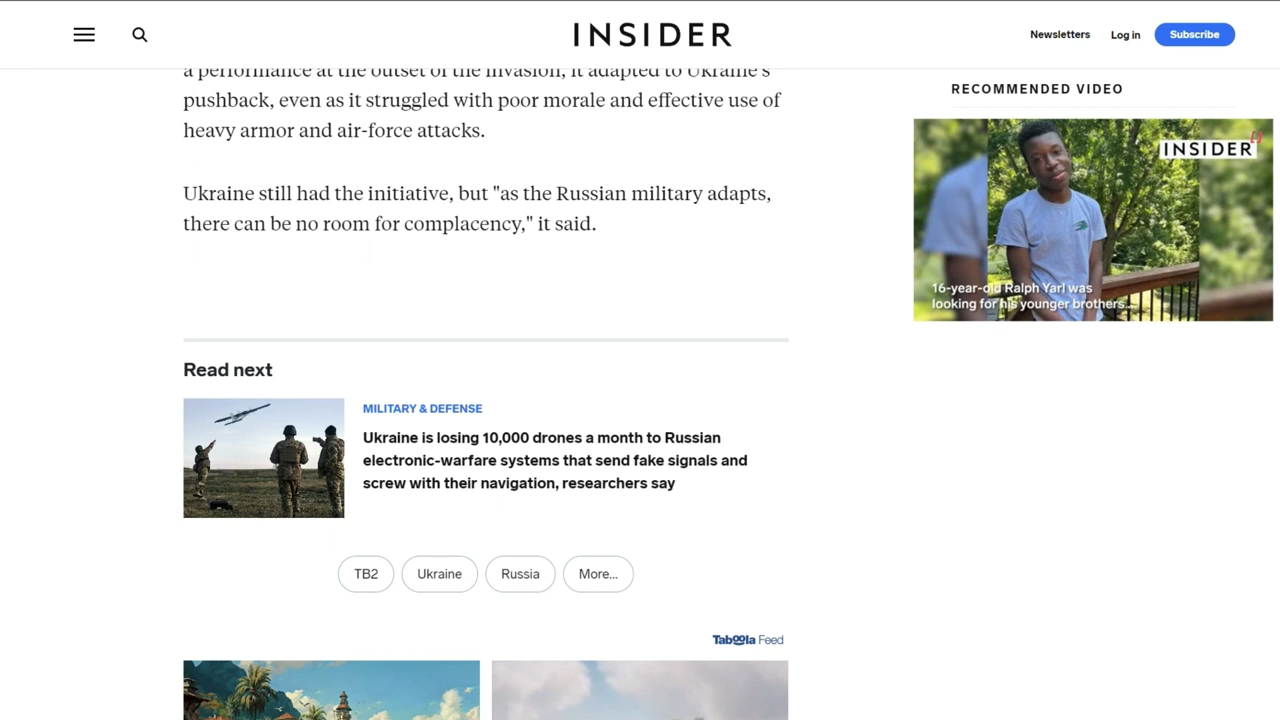 INSIDER
Newsletters
Log in
Subscribe
a performance at the outset of the invasion, it adapted to Ukraine's
pushback, even as it struggled with poor morale and effective use of
heavy armor and air-force attacks.
Ukraine still had the initiative, but "as the Russian military adapts,
there can be no room for complacency," it said.
RECOMMENDED VIDEO
INSIDER
16-year-old Ralph Yarl was
looking for his younger brothers...
Read next
MILITARY & DEFENSE
Ukraine is losing 10,000 drones a month to Russian
electronic-warfare systems that send fake signals and
screw with their navigation, researchers say
TB2
Ukraine
Russia
More...
Taboola Feed